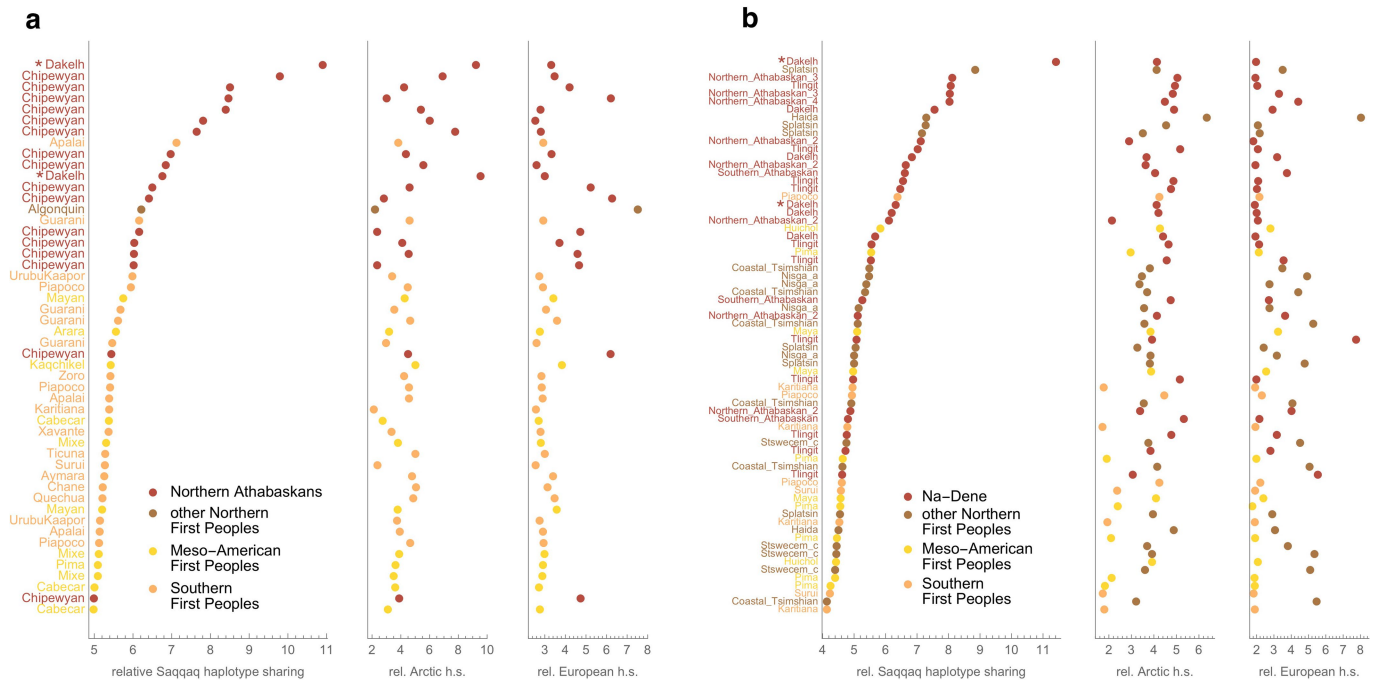 a
* Dakelh
Chipewyan
Chipewyan
Chipewyan
Chipewyan
Chipewyan
Chipewyan
Apalai
Chipewyan
Chipewyan
* Dakelh
Chipewyan
Chipewyan
Algonquin
Guarani
Chipewyan
Chipewyan
Chipewyan
Chipewyan
UrubuKaapor
Piapoco
Mayan
Guarani
Guarani
Arara
Guarani
Chipewyan
Kaqchikel
Zoro
Piapoco
Apalai
Karitiana
Cabecar
Xavante
Mixe
Ticuna
Surui
Aymara
Chane
Quechua
Mayan
UrubuKaapor
Apalai
Piapoco
Mixe
Pima
Mixe
Cabecar
Chipewyan
Cabecar
Northern Athabaskans
other Northern
First Peoples
Meso-American
First Peoples
Southern
First Peoples
5 6 7 8 9 10 11
relative Saqqaq haplotype sharing
2 4 6 8 10
rel. Arctic h.s.
3 4 5 6 7 8
rel. European h.s.
b
* Dakelh
Splatsin
Northern_Athabaskan_3
Tlingit
Northern_Athabaskan_3
Northern_Athabaskan_4
Dakelh
Haida
Splatsin
Splatsin
Northern_Athabaskan_2
Tlingit
Dakelh
Northern_Athabaskan_2
Southern_Athabaskan
Tlingit
Tlingit
Piapoco
* Dakelh
Dakelh
Northern_Athabaskan_2
Huichol
Dakelh
Tlingit
Pima
Tlingit
Coastal_Tsimshian
Nisga_a
Nisga_a
Coastal_Tsimshian
Southern_Athabaskan
Nisga_a
Northern_Athabaskan_2
Coastal_Tsimshian
Maya
Tlingit
Splatsin
Nisga_a
Splatsin
Maya
Tlingit
Karitiana
Piapoco
Coastal_Tsimshian
Northern_Athabaskan_2
Southern_Athabaskan
Karitiana
Tlingit
Stswecem_c
Tlingit
Pima
Coastal_Tsimshian
Tlingit
Piapoco
Surui
Maya
Pima
Splatsin
Karitiana
Haida
Pima
Stswecem_c
Stswecem_c
Huichol
Stswecem_c
Pima
Pima
Surui
Coastal_Tsimshian
Karitiana
Na-Dene
other Northern
First Peoples
Meso-American
First Peoples
Southern
First Peoples
4 5 6 7 8 9 10 11
rel. Saqqaq haplotype sharing
2 3 4 5 6
rel. Arctic h.s.
2 3 4 5 6 7 8
rel. European h.s.